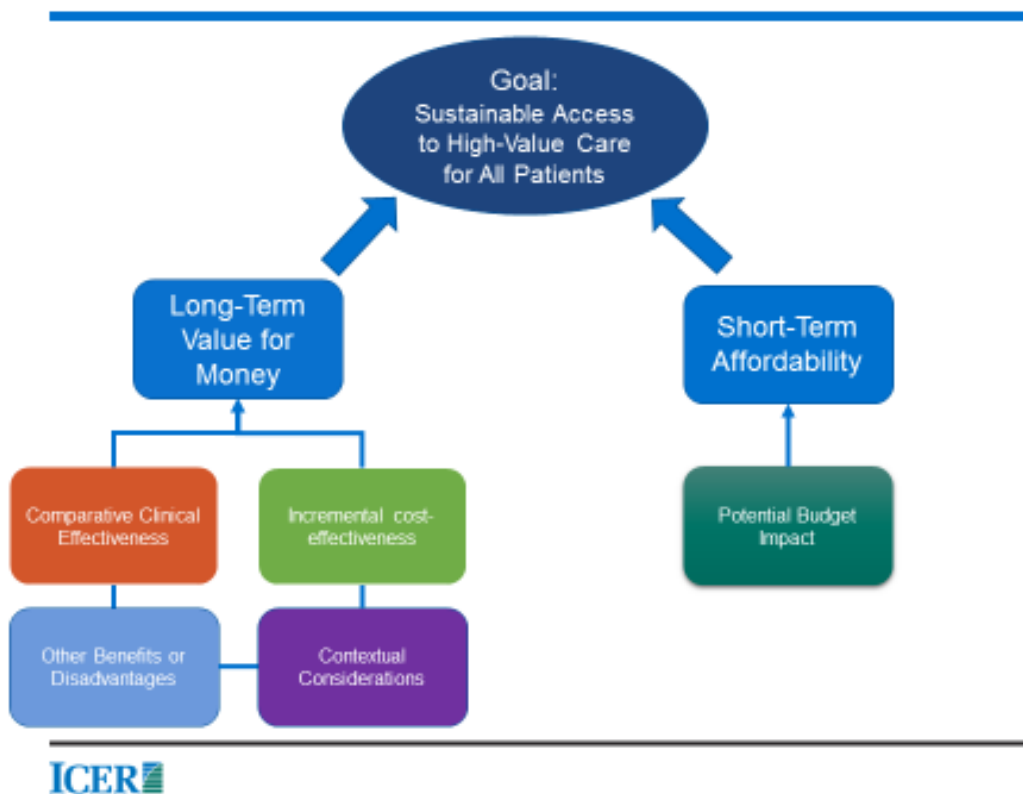 Goal:
Sustainable Access
to High-Value Care
for All Patients
Long-Term
Value for
Money
Short-Term
Affordability
Comparative Clinical
Effectiveness
Incremental cost-
effectiveness
Potential Budget
Impact
Other Benefits or
Disadvantages
Contextual
Considerations
ICER